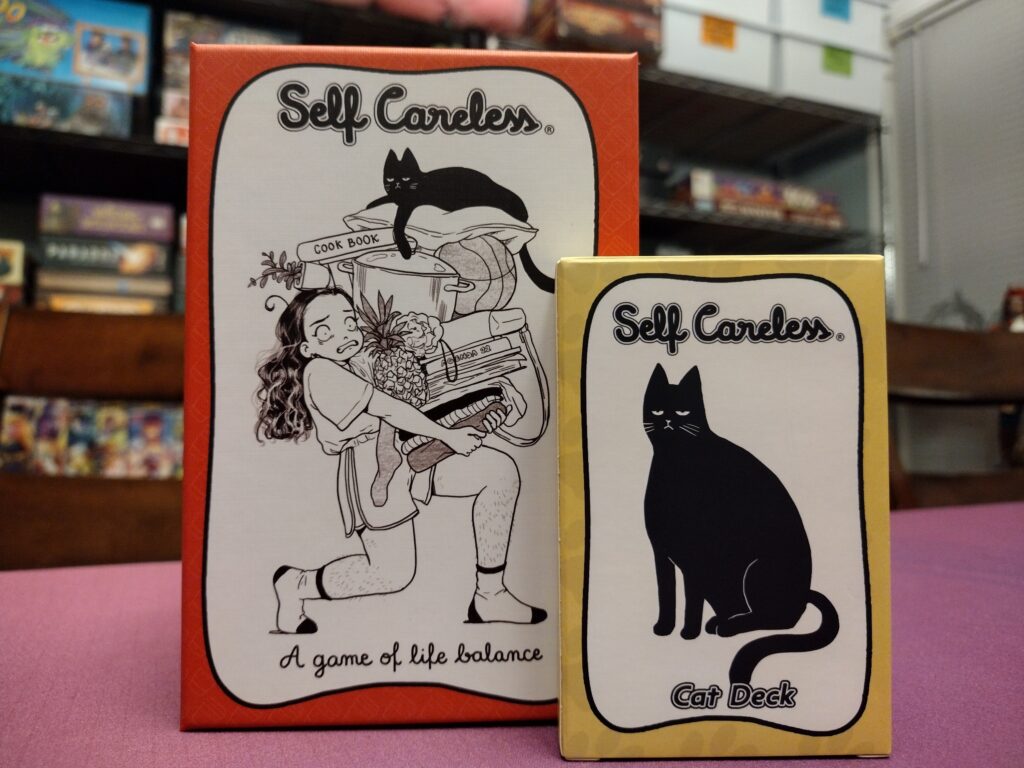 Self Careless®
COOK BOOK
A game of life balance
Self Careless®
Cat Deck